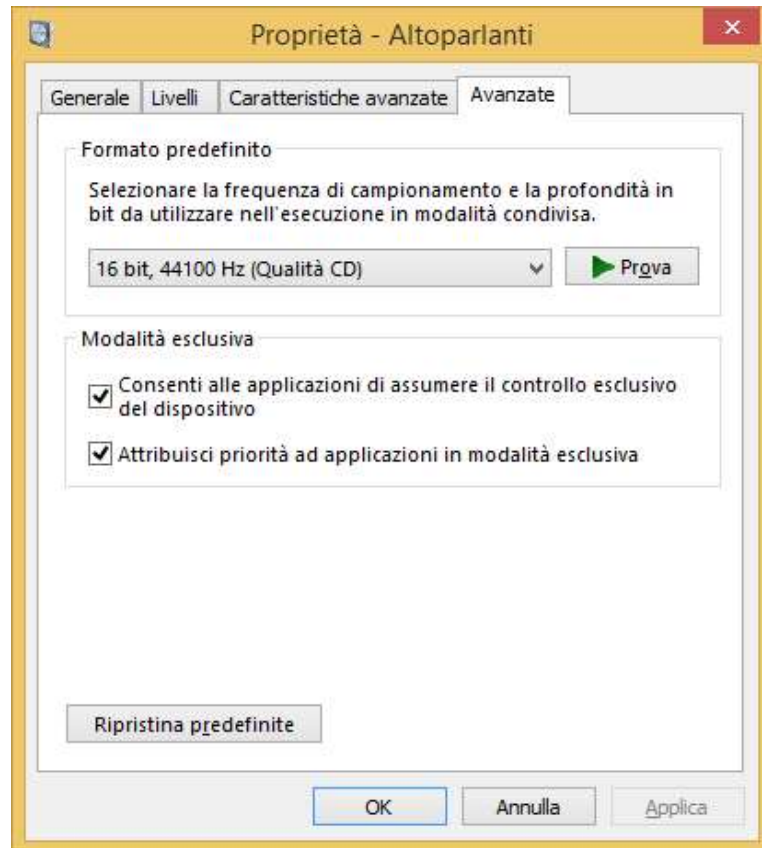 Proprietà - Altoparlanti
Generale Livelli Caratteristiche avanzate Avanzate
Formato predefinito
Selezionare la frequenza di campionamento e la profondità in
bit da utilizzare nell'esecuzione in modalità condivisa.
16 bit, 44100 Hz (Qualità CD) Prova
Modalità esclusiva
Consenti alle applicazioni di assumere il controllo esclusivo
del dispositivo
Attribuisci priorità ad applicazioni in modalità esclusiva
Ripristina predefinite
OK Annulla Applica